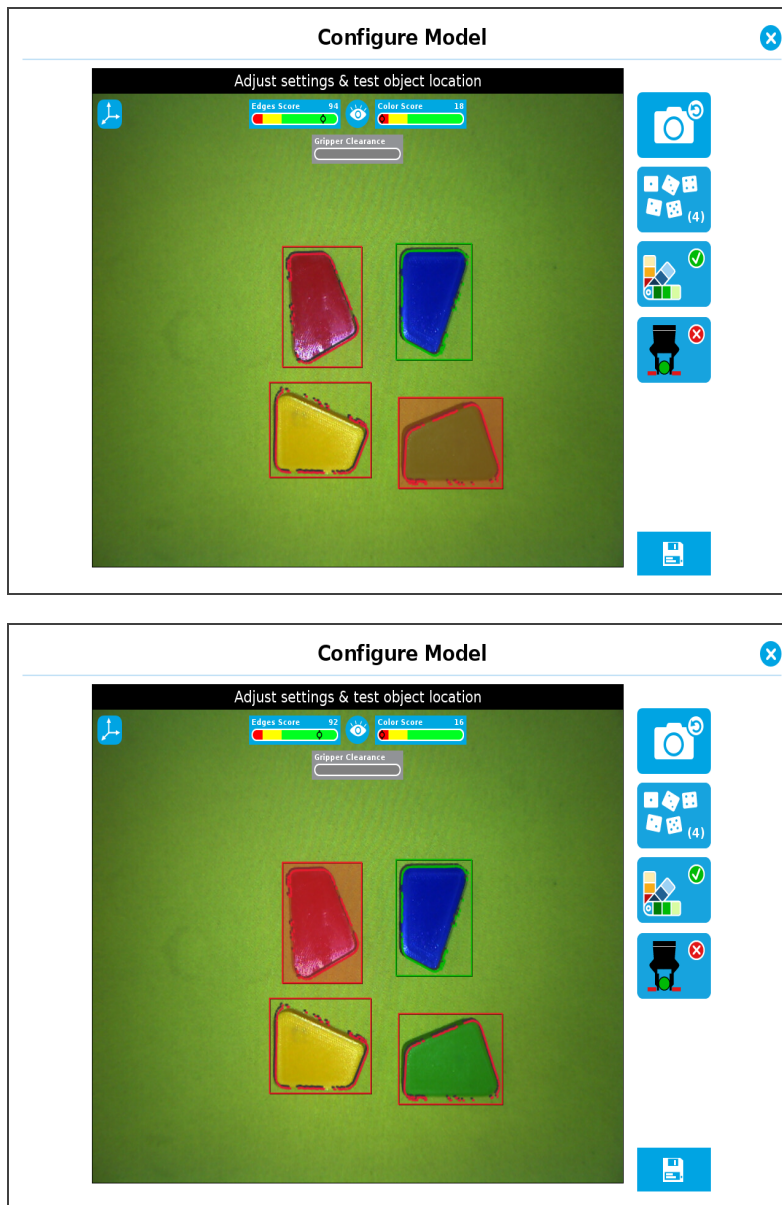 Configure Model
Adjust settings & test object location
Edges Score 94
Color Score 18
Gripper Clearance
(4)
Configure Model
Adjust settings & test object location
Edges Score 92
Color Score 16
Gripper Clearance
(4)